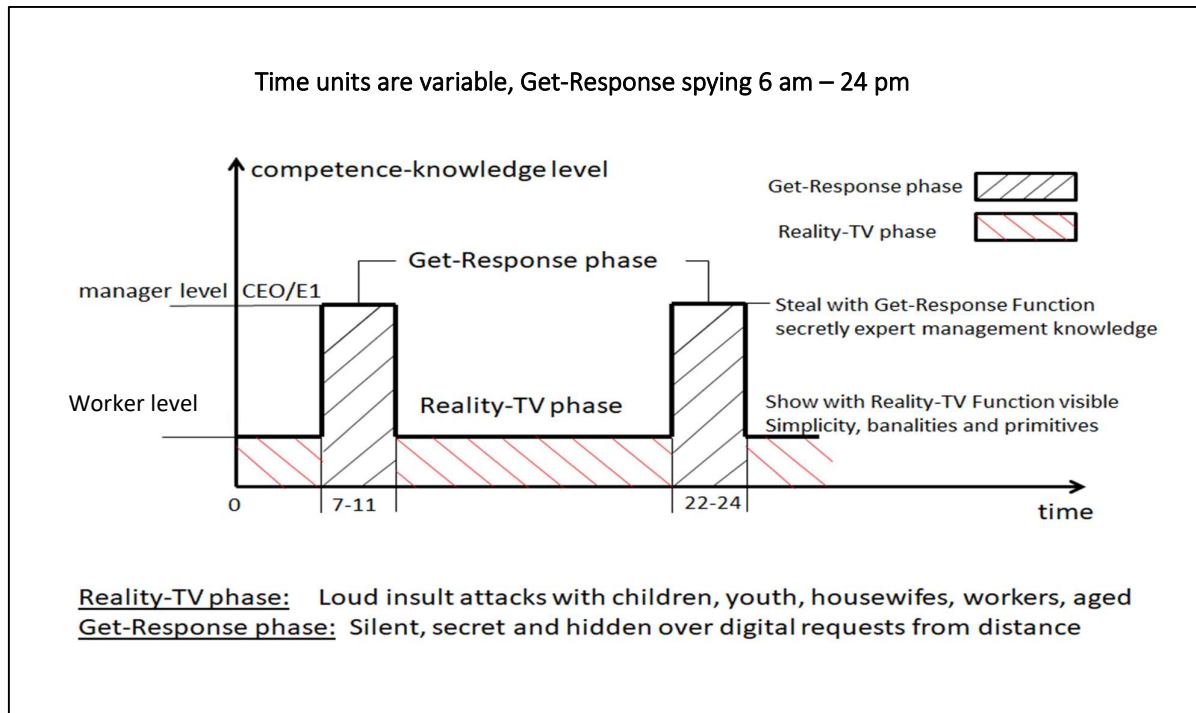 Time units are variable, Get-Response spying 6 am – 24 pm
competence-knowledge level
Get-Response phase
Reality-TV phase
Get-Response phase
manager level CEO/E1
Steal with Get-Response Function
secretly expert management knowledge
Worker level
Reality-TV phase
Show with Reality-TV Function visible
Simplicity, banalities and primitives
0
7-11
22-24
time
Reality-TV phase: Loud insult attacks with children, youth, housewifes, workers, aged
Get-Response phase: Silent, secret and hidden over digital requests from distance